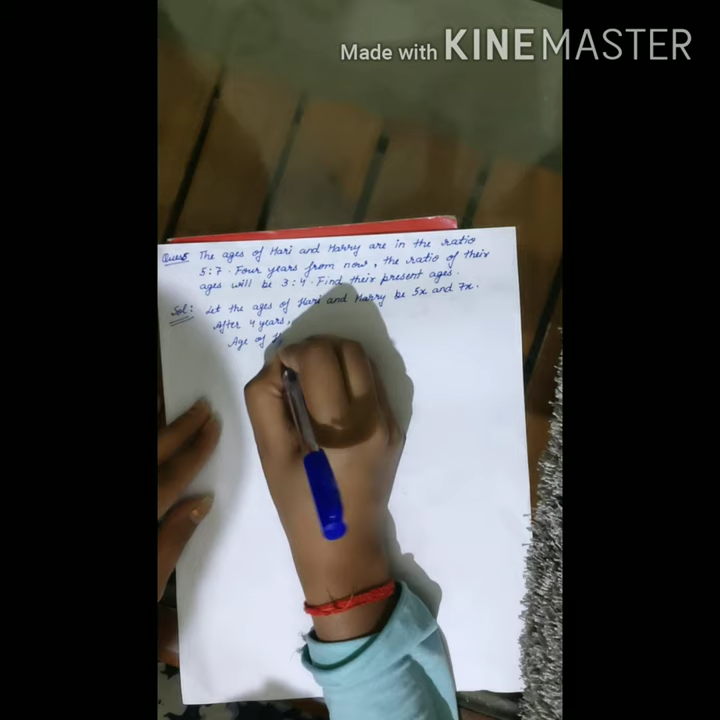 Made with KINEMASTER
Ques5 The ages of Hari and Harry are in the ratio
5:7. Four years from now, the ratio of their
ages will be 3:4. Find their present ages.
Sol: Let the ages of Hari and Harry be 5x and 7x.
After 4 years,
Age of